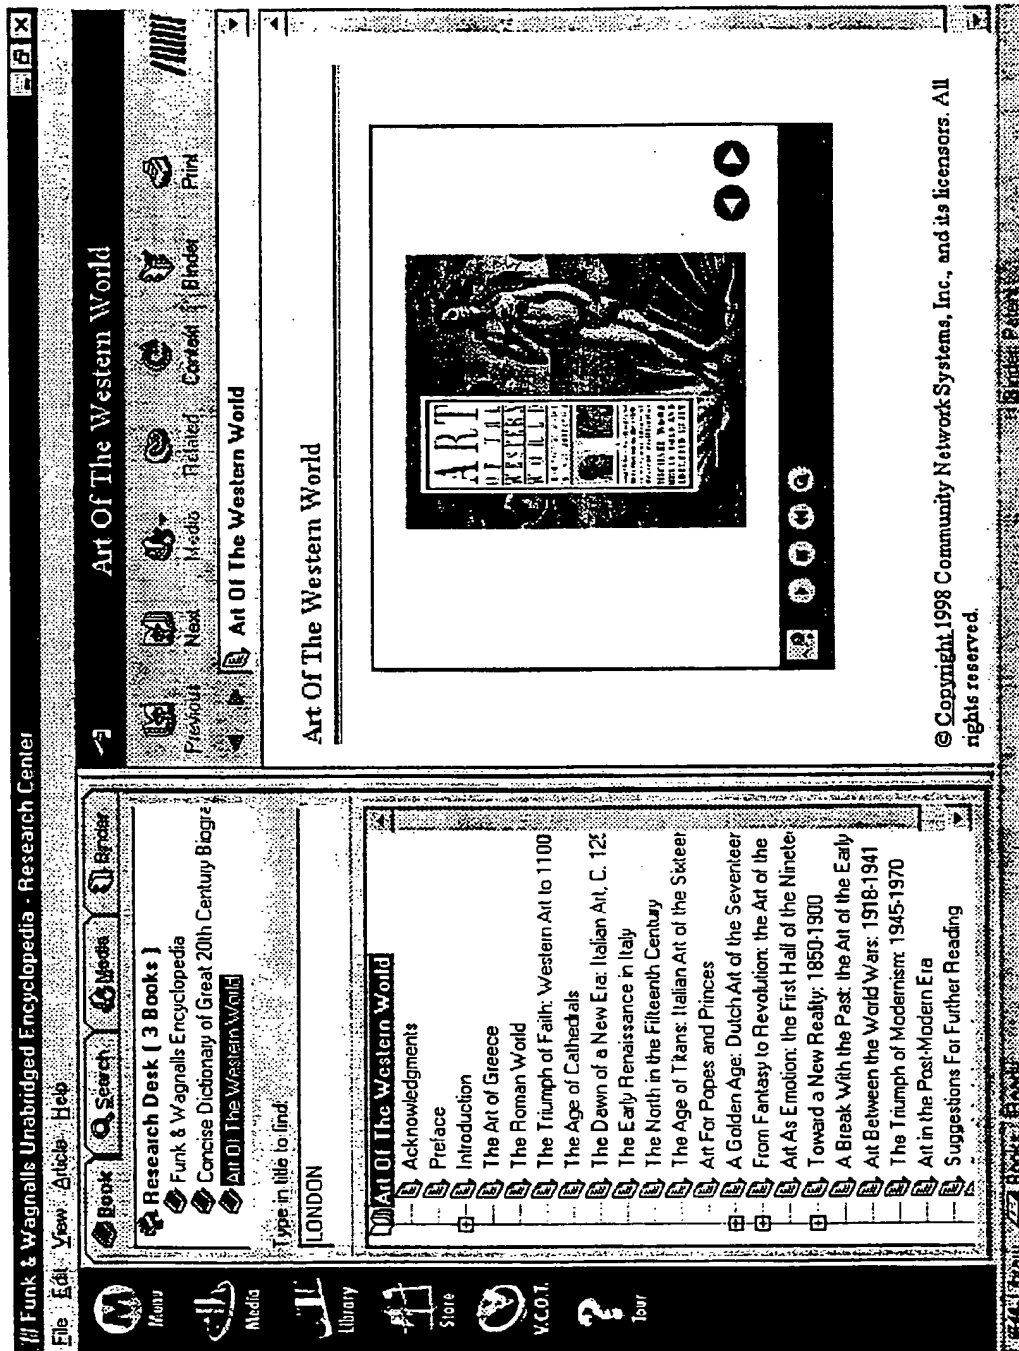 Funk & Wagnalls Unabridged Encyclopedia - Research Center
File Edit View Article Help
Menu
Media
Library
Store
V.C.O.T.
Tour
Book Search Media Binder
Research Desk ( 3 Books )
Funk & Wagnalls Encyclopedia
Concise Dictionary of Great 20th Century Biogra
Art Of The Western World
Type in title to find:
LONDON
Art Of The Western World
Acknowledgments
Preface
Introduction
The Art of Greece
The Roman World
The Triumph of Faith: Western Art to 1100
The Age of Cathedrals
The Dawn of a New Era: Italian Art, C. 125
The Early Renaissance in Italy
The North in the Fifteenth Century
The Age of Titans: Italian Art of the Sixteen
Art For Popes and Princes
A Golden Age: Dutch Art of the Seventeer
From Fantasy to Revolution: the Art of the
Art As Emotion: the First Half of the Ninetee
Toward a New Reality: 1850-1900
A Break With the Past: the Art of the Early
Art Between the World Wars: 1918-1941
The Triumph of Modernism: 1945-1970
Art in the Post-Modern Era
Suggestions For Further Reading
Art Of The Western World
Previous Next Media Related Context Binder Print
Art Of The Western World
Art Of The Western World
ART
OF THE
WESTERN
WORLD
© Copyright 1998 Community Network Systems, Inc., and its licensors. All
rights reserved.